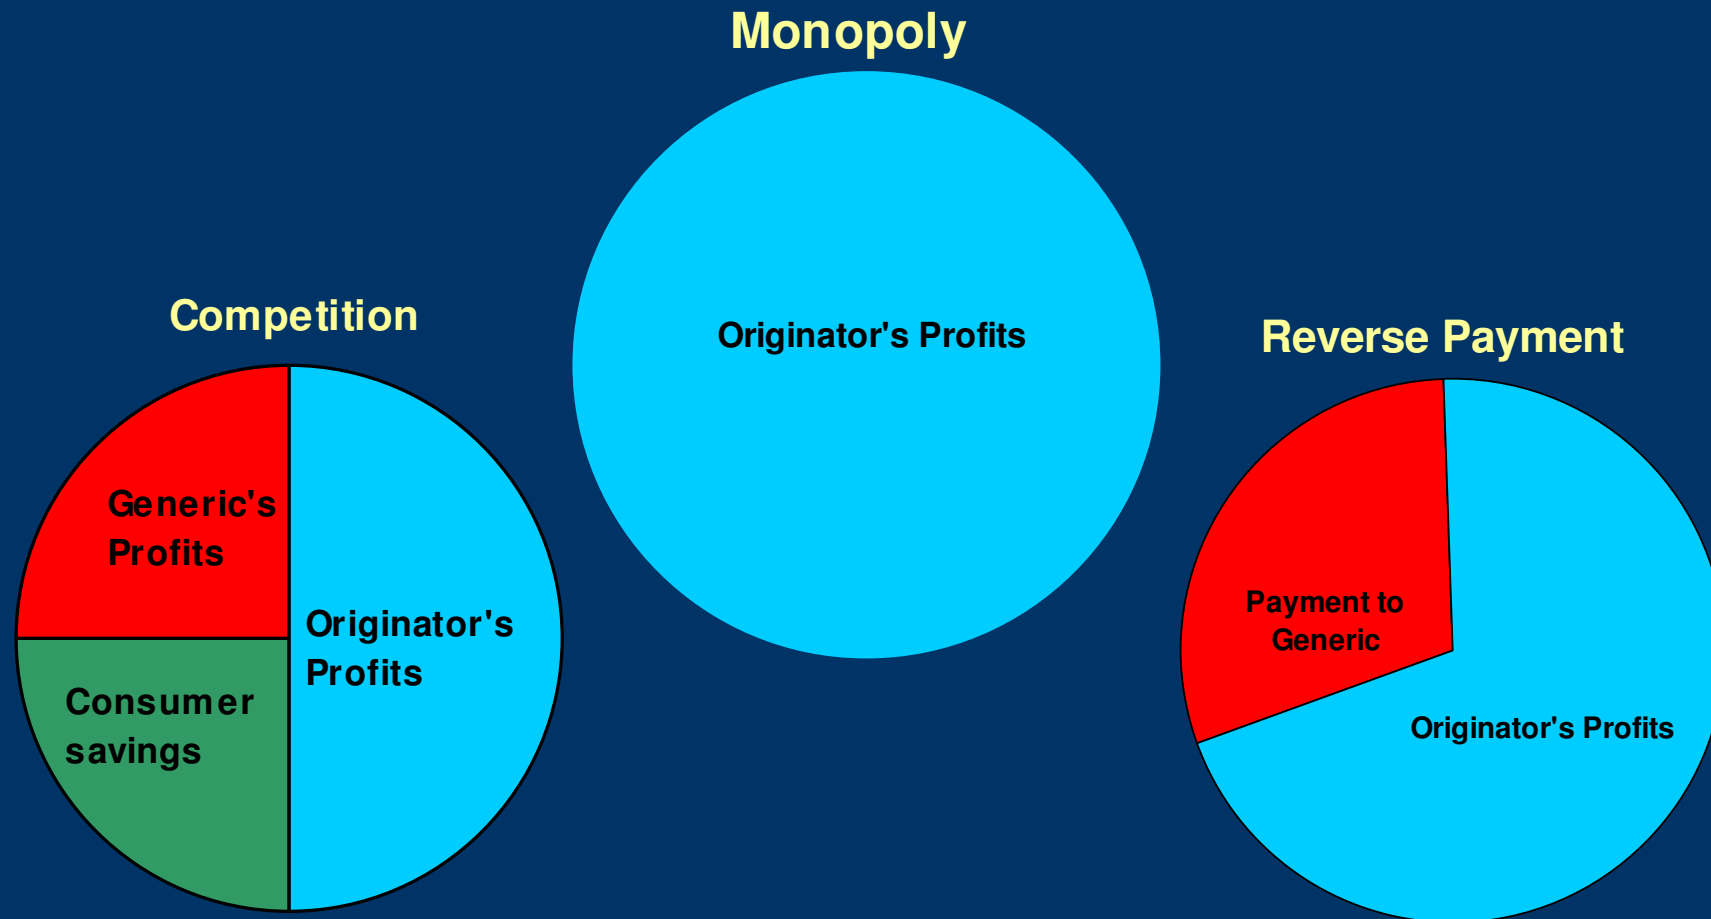 Monopoly
Originator's Profits
Competition
Generic's
Profits
Originator's
Profits
Consumer
savings
Reverse Payment
Payment to
Generic
Originator's Profits